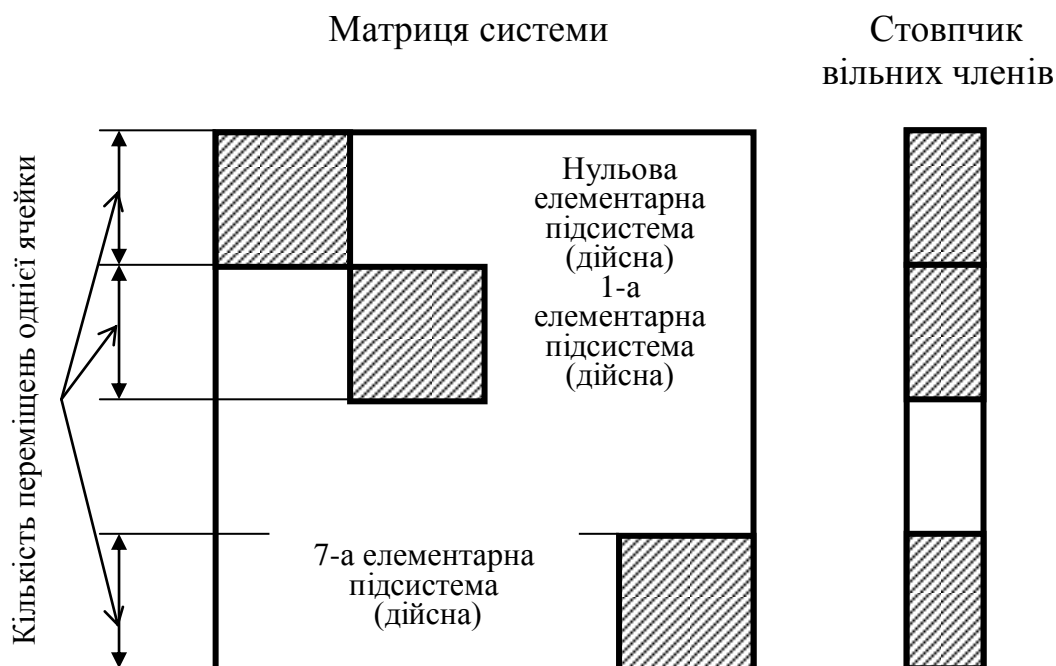 Матриця системи
Стовпчик
вільних членів
Кількість переміщень однієї ячейки
Нульова
елементарна
підсистема
(дійсна)
1-а
елементарна
підсистема
(дійсна)
7-а елементарна
підсистема
(дійсна)